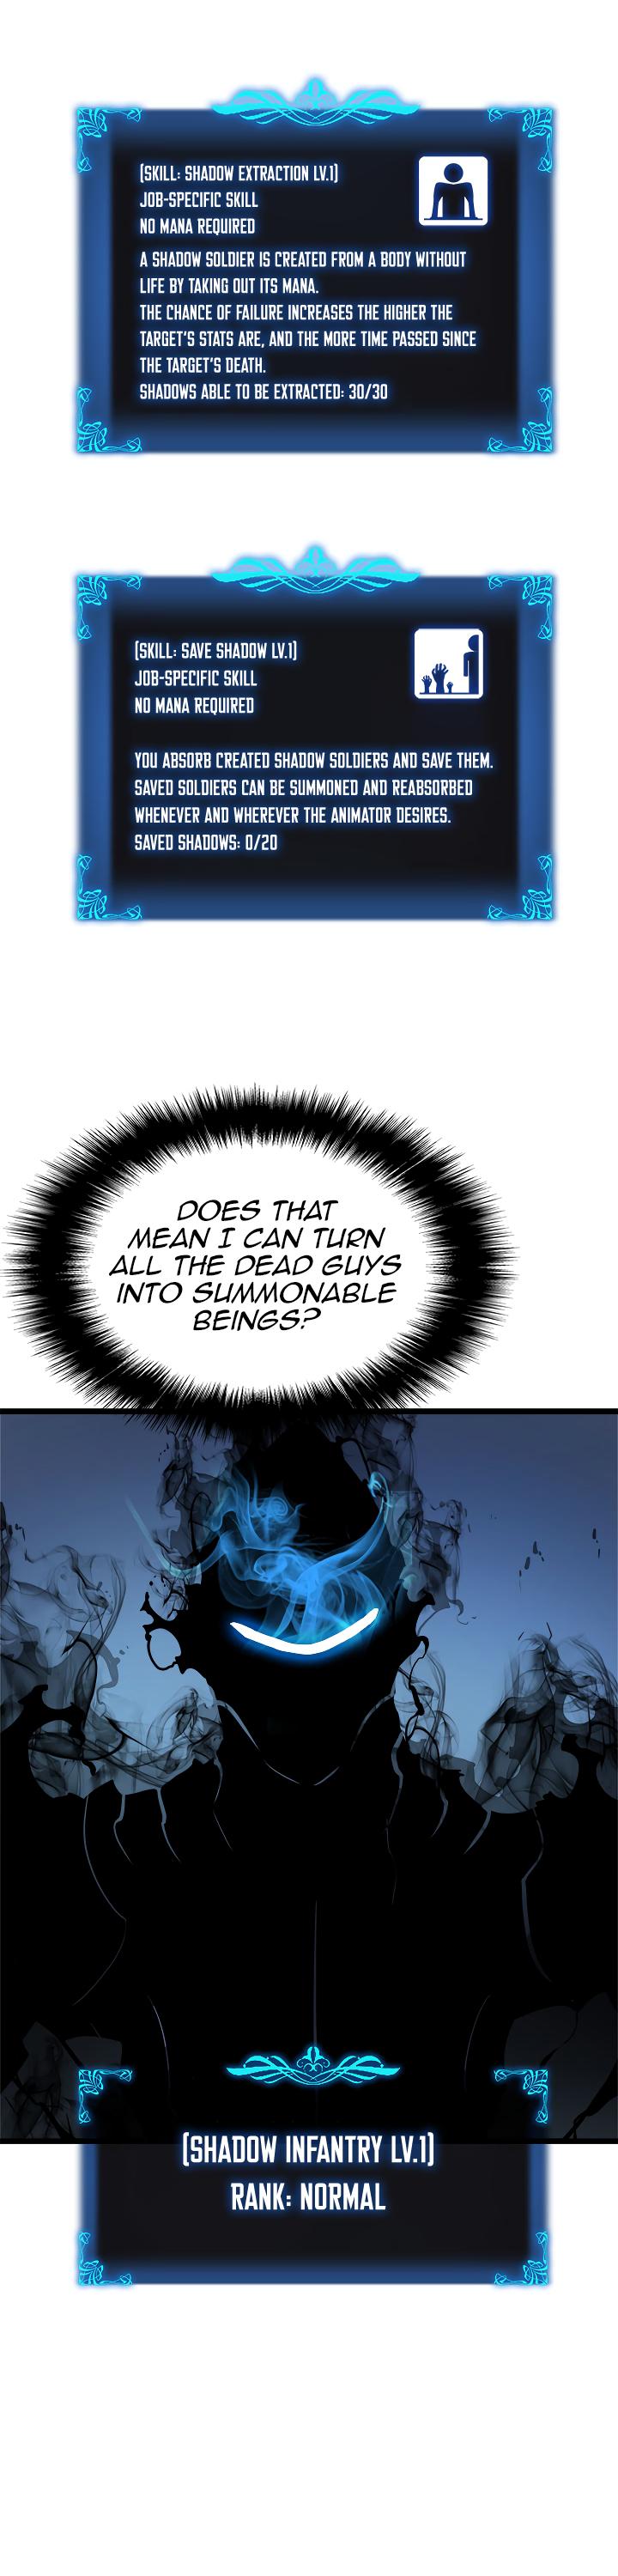 [SKILL: SHADOW EXTRACTION LV.1]
JOB-SPECIFIC SKILL
NO MANA REQUIRED
A SHADOW SOLDIER IS CREATED FROM A BODY WITHOUT
LIFE BY TAKING OUT ITS MANA.
THE CHANCE OF FAILURE INCREASES THE HIGHER THE
TARGET'S STATS ARE, AND THE MORE TIME PASSED SINCE
THE TARGET'S DEATH.
SHADOWS ABLE TO BE EXTRACTED: 30/30
[SKILL: SAVE SHADOW LV.1]
JOB-SPECIFIC SKILL
NO MANA REQUIRED
YOU ABSORB CREATED SHADOW SOLDIERS AND SAVE THEM.
SAVED SOLDIERS CAN BE SUMMONED AND REABSORBED
WHENEVER AND WHEREVER THE ANIMATOR DESIRES.
SAVED SHADOWS: 0/20
DOES THAT
MEAN I CAN TURN
ALL THE DEAD GUYS
INTO SUMMONABLE
BEINGS?
[SHADOW INFANTRY LV.1]
RANK: NORMAL